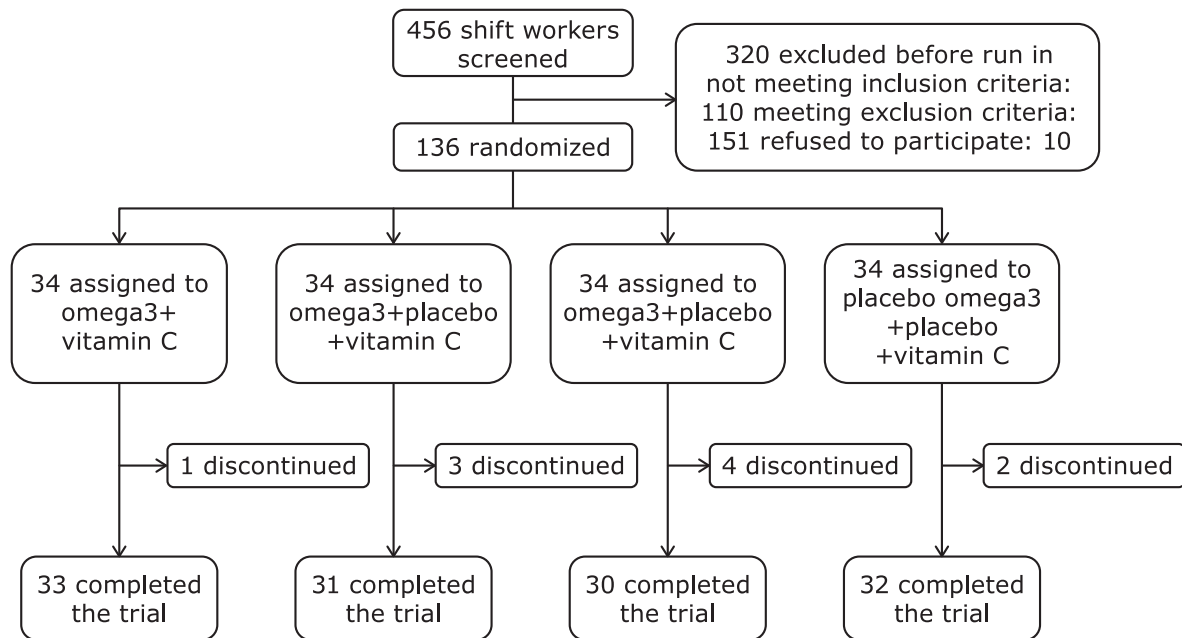 456 shift workers
screened
320 excluded before run in
not meeting inclusion criteria:
110 meeting exclusion criteria:
151 refused to participate: 10
136 randomized
34 assigned to
omega3+
vitamin C
34 assigned to
omega3+placebo
+vitamin C
34 assigned to
omega3+placebo
+vitamin C
34 assigned to
placebo omega3
+placebo
+vitamin C
1 discontinued
3 discontinued
4 discontinued
2 discontinued
33 completed
the trial
31 completed
the trial
30 completed
the trial
32 completed
the trial